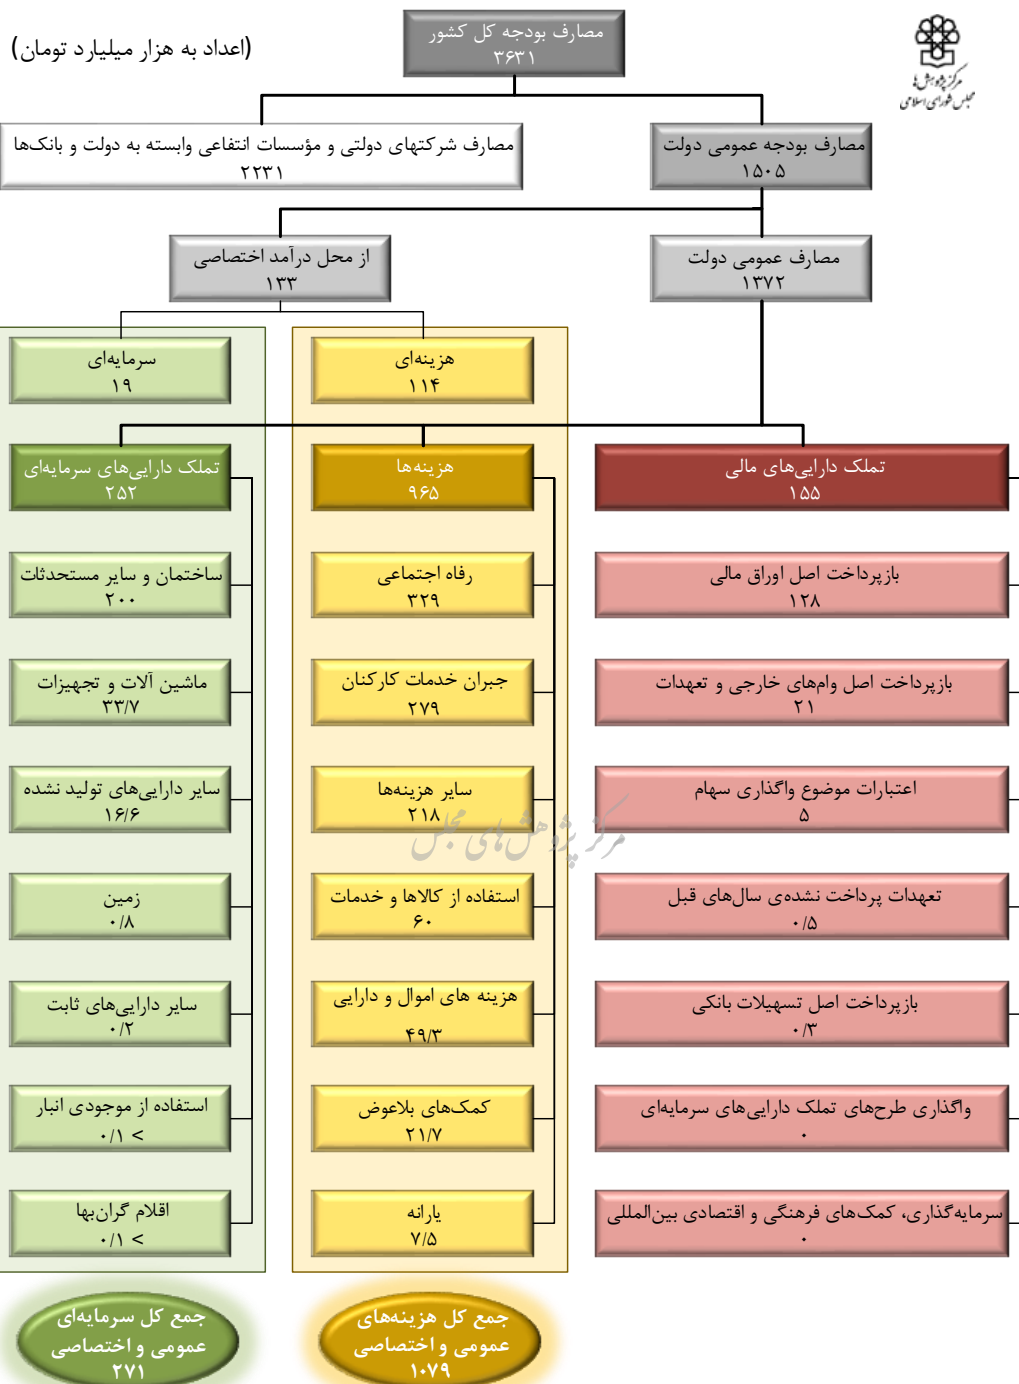 مصارف بودجه کل کشور
۳۶۳۱
(اعداد به هزار میلیارد تومان)
مرکز پژوهش‌ها
مجلس شورای اسلامی
مصارف بودجه عمومی دولت
۱۵۰۵
مصارف شرکتهای دولتی و مؤسسات انتفاعی وابسته به دولت و بانک‌ها
۲۲۳۱
مصارف عمومی دولت
۱۳۷۲
از محل درآمد اختصاصی
۱۳۳
هزینه‌ای
۱۱۴
سرمایه‌ای
۱۹
تملک دارایی‌های مالی
۱۵۵
بازپرداخت اصل اوراق مالی
۱۲۸
بازپرداخت اصل وام‌های خارجی و تعهدات
۲۱
اعتبارات موضوع واگذاری سهام
۵
تعهدات پرداخت نشده‌ی سال‌های قبل
۰/۵
بازپرداخت اصل تسهیلات بانکی
۰/۳
واگذاری طرح‌های تملک دارایی‌های سرمایه‌ای
۰
سرمایه‌گذاری، کمک‌های فرهنگی و اقتصادی بین‌المللی
۰
هزینه‌ها
۹۶۵
رفاه اجتماعی
۳۲۹
جبران خدمات کارکنان
۲۷۹
سایر هزینه‌ها
۲۱۸
استفاده از کالاها و خدمات
۶۰
هزینه های اموال و دارایی
۴۹/۳
کمک‌های بلاعوض
۲۱/۷
یارانه
۷/۵
جمع کل هزینه‌های
عمومی و اختصاصی
۱۰۷۹
تملک دارایی‌های سرمایه‌ای
۲۵۲
ساختمان و سایر مستحدثات
۲۰۰
ماشین آلات و تجهیزات
۳۳/۷
سایر دارایی‌های تولید نشده
۱۶/۶
زمین
۰/۸
سایر دارایی‌های ثابت
۰/۲
استفاده از موجودی انبار
۰/۱ >
اقلام گران‌بها
۰/۱ >
جمع کل سرمایه‌ای
عمومی و اختصاصی
۲۷۱
مرکز پژوهش‌های مجلس